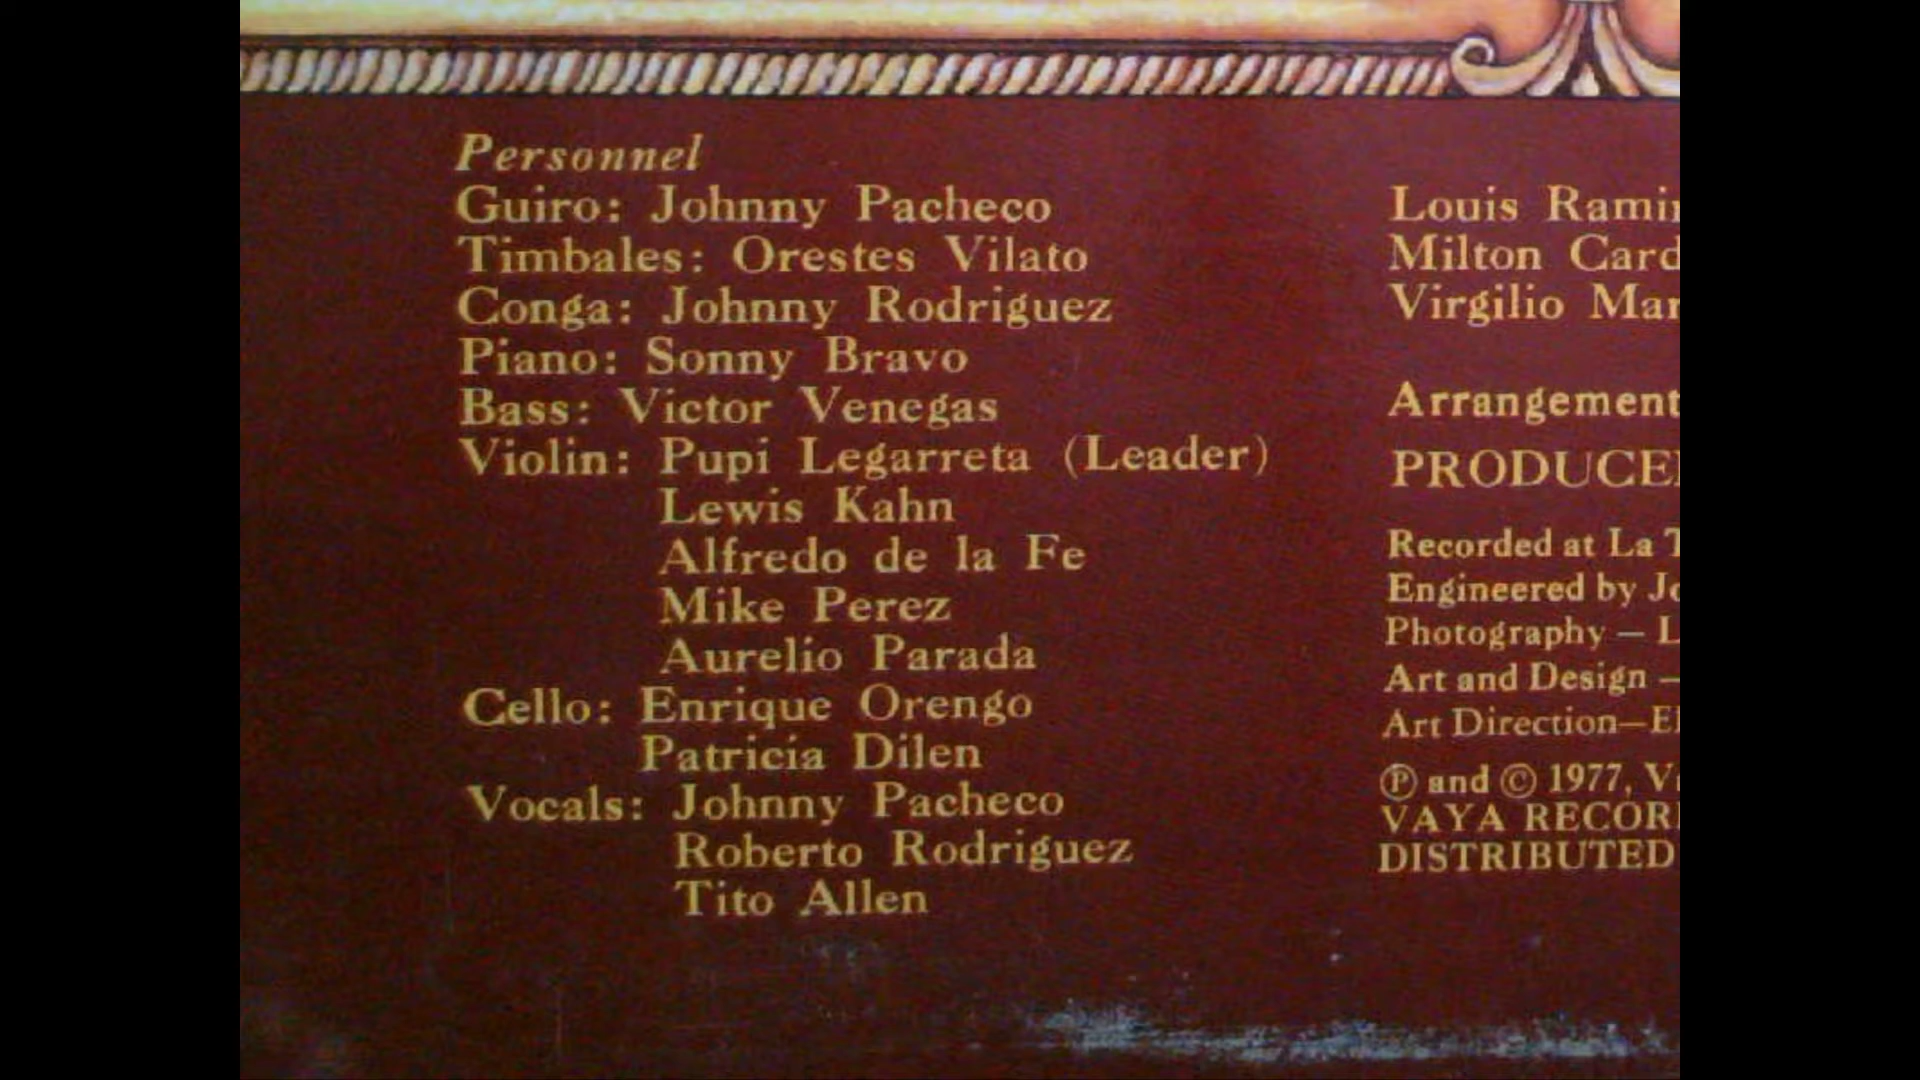 Personnel
Guiro: Johnny Pacheco
Timbales: Orestes Vilato
Conga: Johnny Rodriguez
Piano: Sonny Bravo
Bass: Victor Venegas
Violin: Pupi Legarreta (Leader)
Lewis Kahn
Alfredo de la Fe
Mike Perez
Aurelio Parada
Cello: Enrique Orengo
Patricia Dilen
Vocals: Johnny Pacheco
Roberto Rodriguez
Tito Allen
Louis
Milton
Virgilio
Arrangement
Recorded at La
Engineered by
Photography –
Art and Design –
Art Direction–
Ⓟ and © 1977,
VAYA
DISTRIBUTED